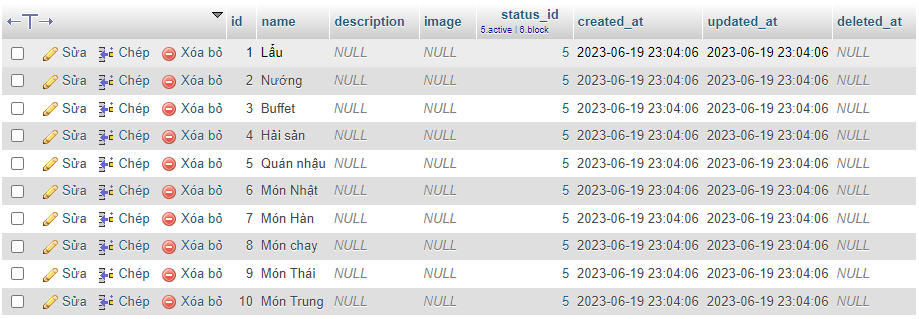 id name description image status_id created_at updated_at deleted_at
5.active | 6.block
Sửa Chép Xóa bỏ 1 Lẩu NULL NULL 5 2023-06-19 23:04:06 2023-06-19 23:04:06 NULL
Sửa Chép Xóa bỏ 2 Nướng NULL NULL 5 2023-06-19 23:04:06 2023-06-19 23:04:06 NULL
Sửa Chép Xóa bỏ 3 Buffet NULL NULL 5 2023-06-19 23:04:06 2023-06-19 23:04:06 NULL
Sửa Chép Xóa bỏ 4 Hải sản NULL NULL 5 2023-06-19 23:04:06 2023-06-19 23:04:06 NULL
Sửa Chép Xóa bỏ 5 Quán nhậu NULL NULL 5 2023-06-19 23:04:06 2023-06-19 23:04:06 NULL
Sửa Chép Xóa bỏ 6 Món Nhật NULL NULL 5 2023-06-19 23:04:06 2023-06-19 23:04:06 NULL
Sửa Chép Xóa bỏ 7 Món Hàn NULL NULL 5 2023-06-19 23:04:06 2023-06-19 23:04:06 NULL
Sửa Chép Xóa bỏ 8 Món chay NULL NULL 5 2023-06-19 23:04:06 2023-06-19 23:04:06 NULL
Sửa Chép Xóa bỏ 9 Món Thái NULL NULL 5 2023-06-19 23:04:06 2023-06-19 23:04:06 NULL
Sửa Chép Xóa bỏ 10 Món Trung NULL NULL 5 2023-06-19 23:04:06 2023-06-19 23:04:06 NULL